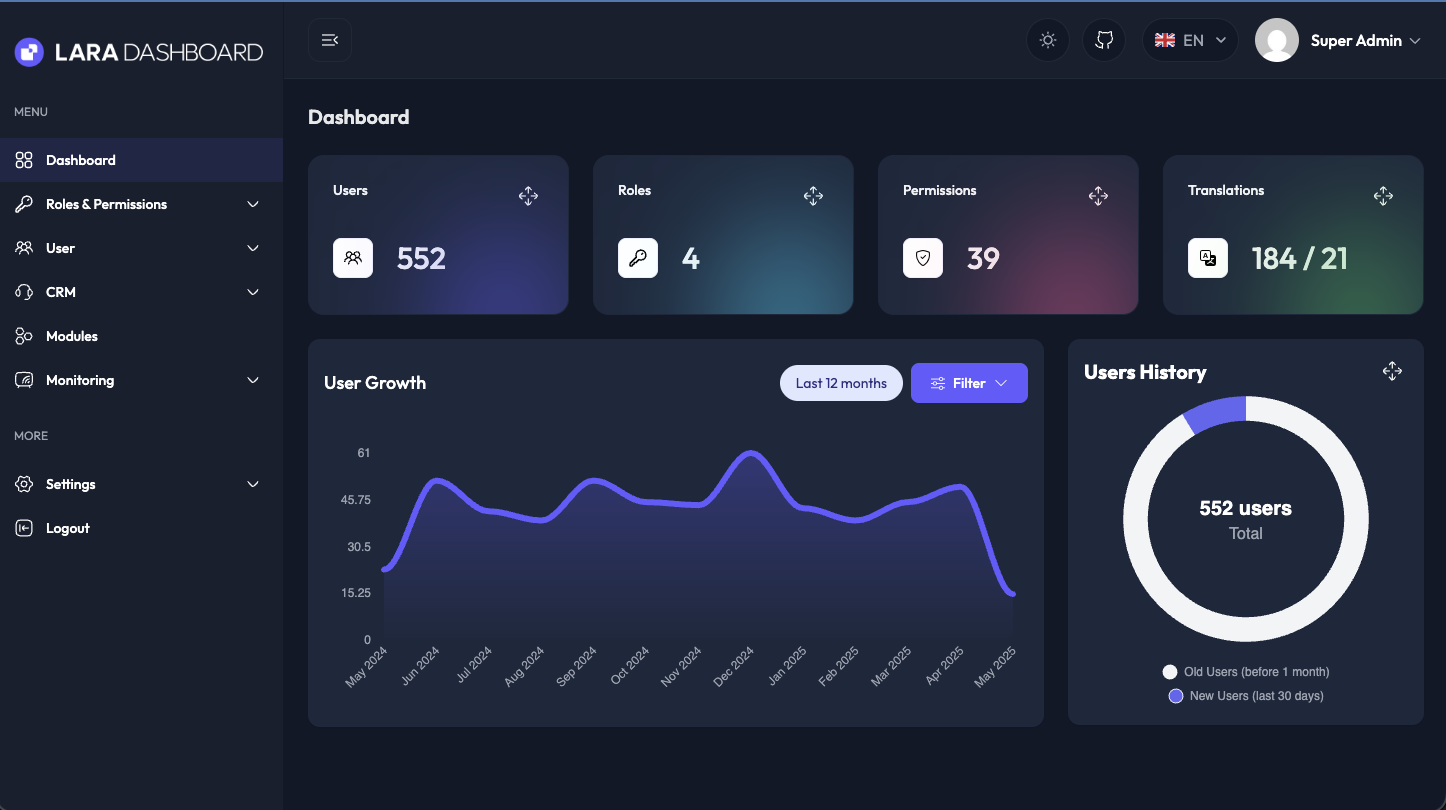 LARA DASHBOARD
MENU
Dashboard
Roles & Permissions
User
CRM
Modules
Monitoring
MORE
Settings
Logout
EN
Super Admin
Dashboard
Users
552
Roles
4
Permissions
39
Translations
184 / 21
User Growth
Last 12 months
Filter
61
45.75
30.5
15.25
0
May 2024
Jun 2024
Jul 2024
Aug 2024
Sep 2024
Oct 2024
Nov 2024
Dec 2024
Jan 2025
Feb 2025
Mar 2025
Apr 2025
May 2025
Users History
552 users
Total
Old Users (before 1 month)
New Users (last 30 days)